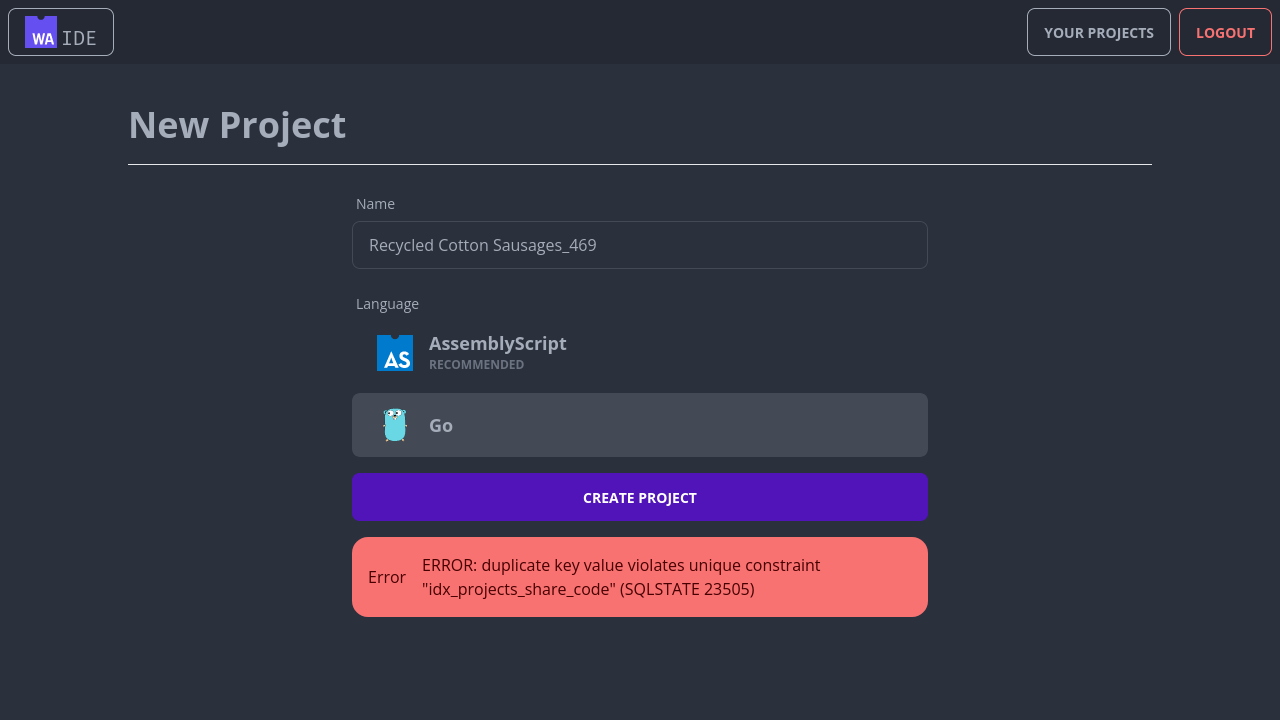 WA IDE
YOUR PROJECTS
LOGOUT
New Project
Name
Recycled Cotton Sausages_469
Language
AS
AssemblyScript
RECOMMENDED
Go
CREATE PROJECT
Error
ERROR: duplicate key value violates unique constraint
"idx_projects_share_code" (SQLSTATE 23505)